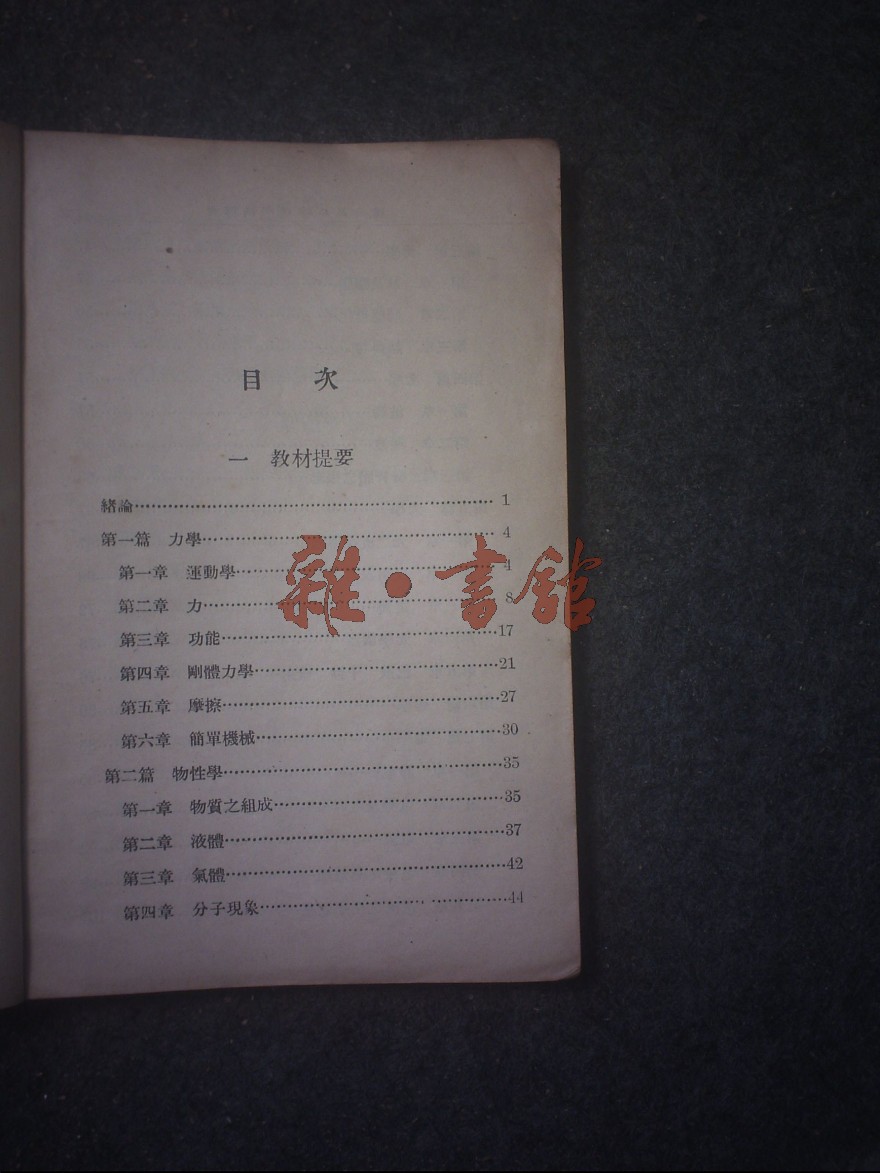 目 次
一 教材提要
緒論 1
第一篇 力學 4
第一章 運動學 4
第二章 力 8
第三章 功能 17
第四章 剛體力學 21
第五章 摩擦 27
第六章 簡單機械 30
第二篇 物性學 35
第一章 物質之組成 35
第二章 液體 37
第三章 氣體 42
第四章 分子現象 44
雜·書館